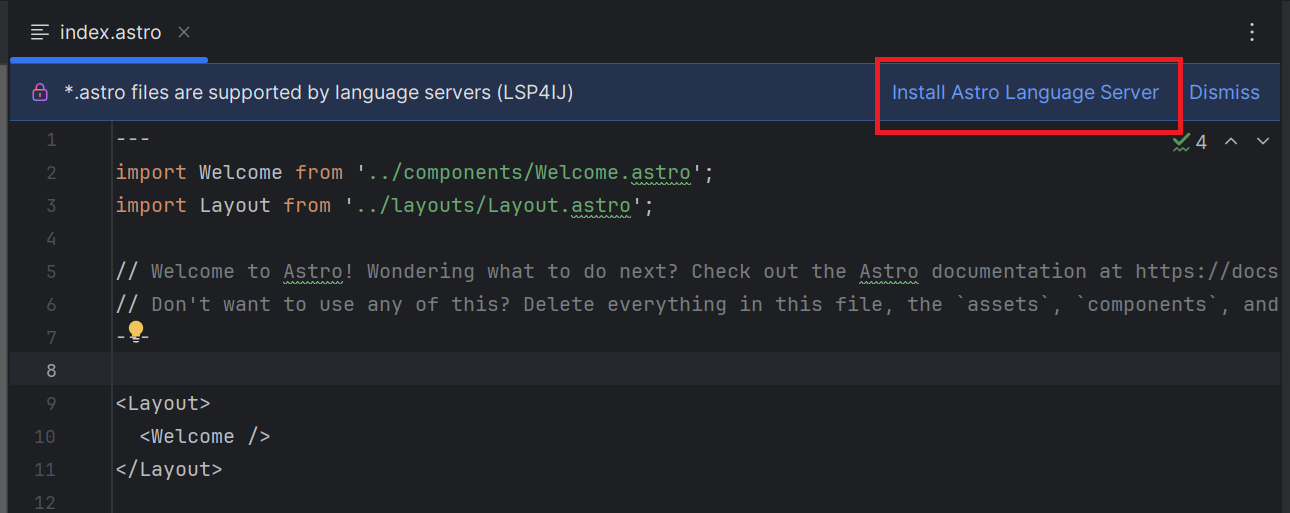 index.astro
*.astro files are supported by language servers (LSP4IJ) Install Astro Language Server Dismiss
4
1 ---
2 import Welcome from '../components/Welcome.astro';
3 import Layout from '../layouts/Layout.astro';
4
5 // Welcome to Astro! Wondering what to do next? Check out the Astro documentation at https://docs
6 // Don't want to use any of this? Delete everything in this file, the `assets`, `components`, and
7 ---
8
9 <Layout>
10 <Welcome />
11 </Layout>
12